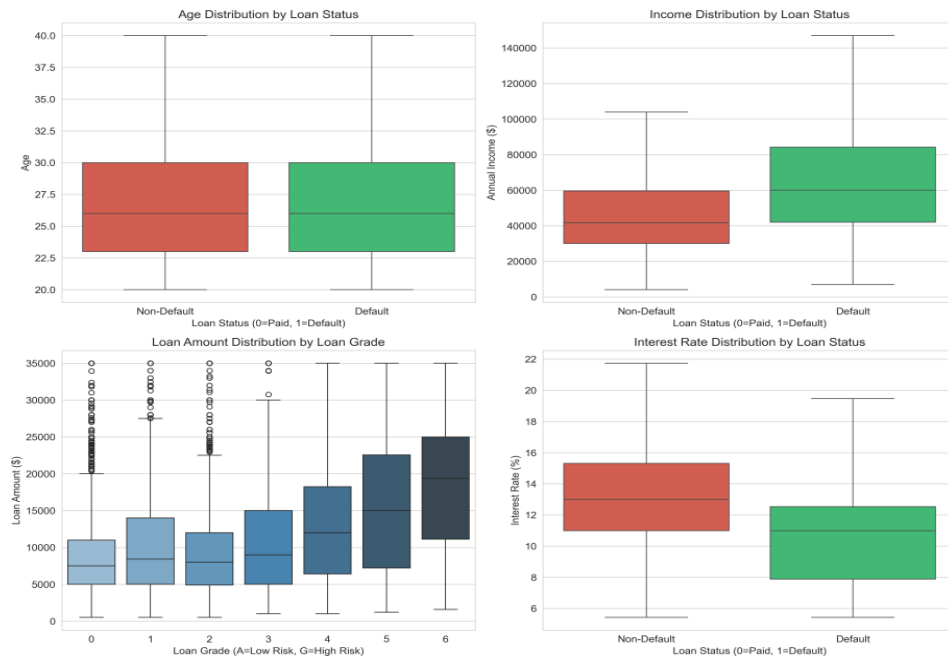 Age Distribution by Loan Status
40.0
37.5
35.0
32.5
30.0
27.5
25.0
22.5
20.0
Age
Non-Default Default
Loan Status (0=Paid, 1=Default)
Income Distribution by Loan Status
140000
120000
100000
80000
60000
40000
20000
0
Annual Income ($)
Non-Default Default
Loan Status (0=Paid, 1=Default)
Loan Amount Distribution by Loan Grade
35000
30000
25000
20000
15000
10000
5000
0
Loan Amount ($)
0 1 2 3 4 5 6
Loan Grade (A=Low Risk, G=High Risk)
Interest Rate Distribution by Loan Status
22
20
18
16
14
12
10
8
6
Interest Rate (%)
Non-Default Default
Loan Status (0=Paid, 1=Default)